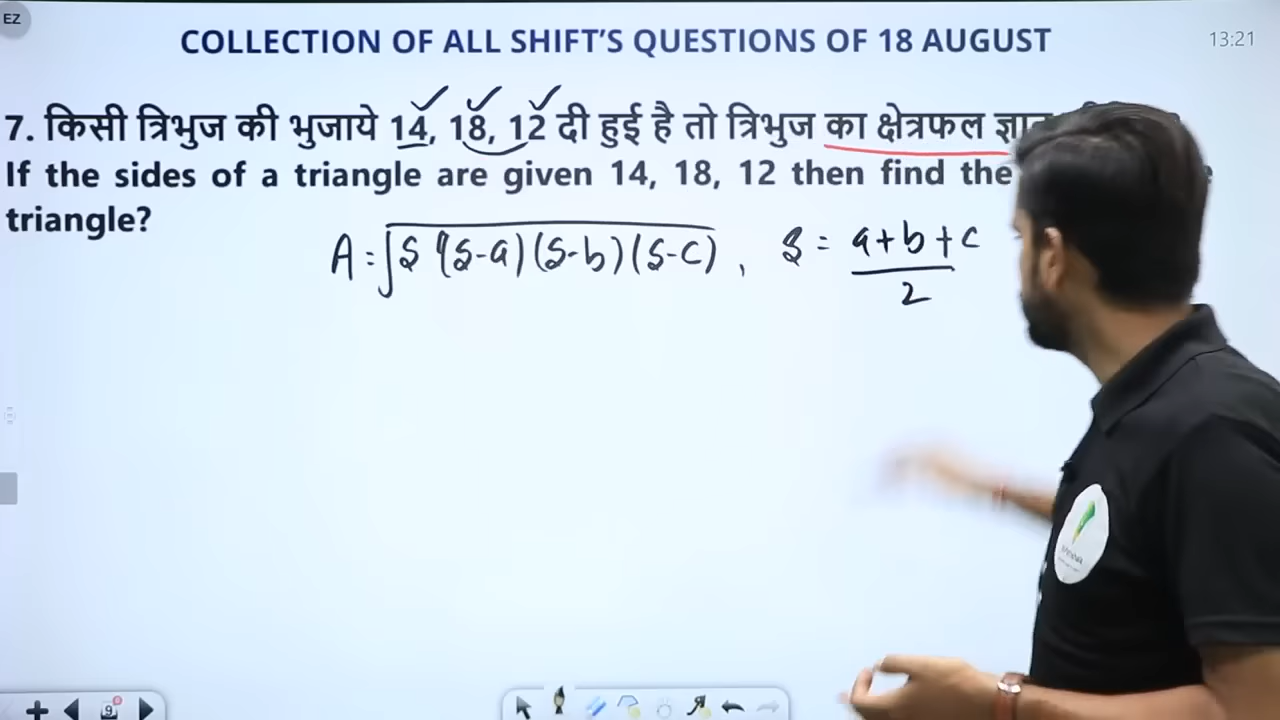 EZ
COLLECTION OF ALL SHIFT’S QUESTIONS OF 18 AUGUST
13:21
7. किसी त्रिभुज की भुजाये 14, 18, 12 दी हुई है तो त्रिभुज का क्षेत्रफल
If the sides of a triangle are given 14, 18, 12 then find the
triangle?
A = √S (S-a) (S-b) (S-c) , S = a+b+c / 2
9